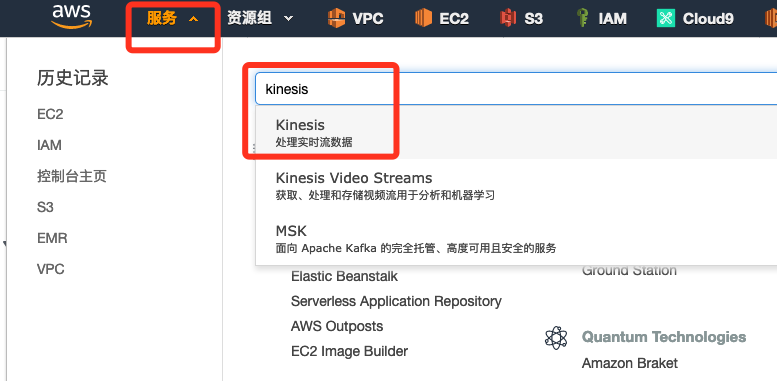 aws
服务
资源组
VPC
EC2
S3
IAM
Cloud9
历史记录
EC2
IAM
控制台主页
S3
EMR
VPC
kinesis
Kinesis
处理实时流数据
Kinesis Video Streams
获取、处理和存储视频流用于分析和机器学习
MSK
面向 Apache Kafka 的完全托管、高度可用且安全的服务
Elastic Beanstalk
Serverless Application Repository
AWS Outposts
EC2 Image Builder
Ground Station
Quantum Technologies
Amazon Braket